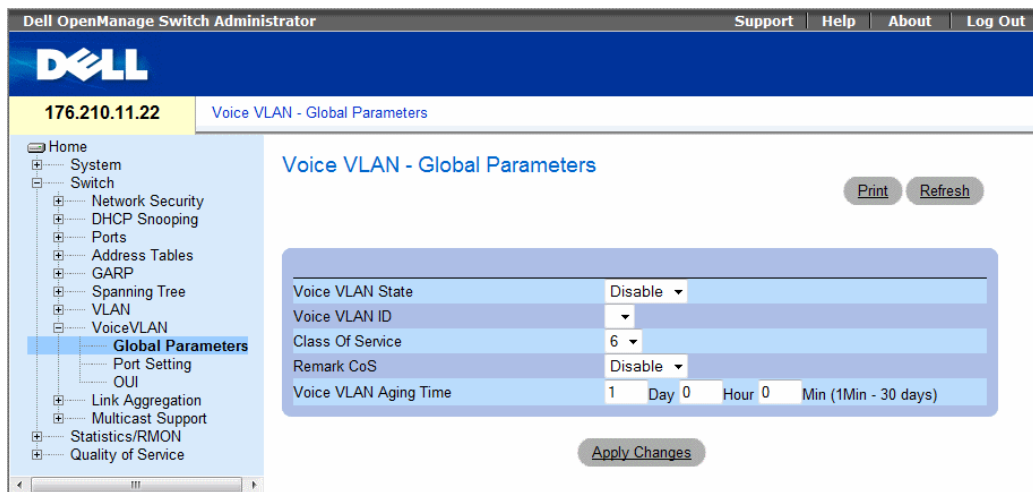 Dell OpenManage Switch Administrator Support Help About Log Out
DELL
176.210.11.22 Voice VLAN - Global Parameters
Home
System
Switch
Network Security
DHCP Snooping
Ports
Address Tables
GARP
Spanning Tree
VLAN
VoiceVLAN
Global Parameters
Port Setting
OUI
Link Aggregation
Multicast Support
Statistics/RMON
Quality of Service
Voice VLAN - Global Parameters
Print Refresh
Voice VLAN State Disable
Voice VLAN ID
Class Of Service 6
Remark CoS Disable
Voice VLAN Aging Time 1 Day 0 Hour 0 Min (1Min - 30 days)
Apply Changes